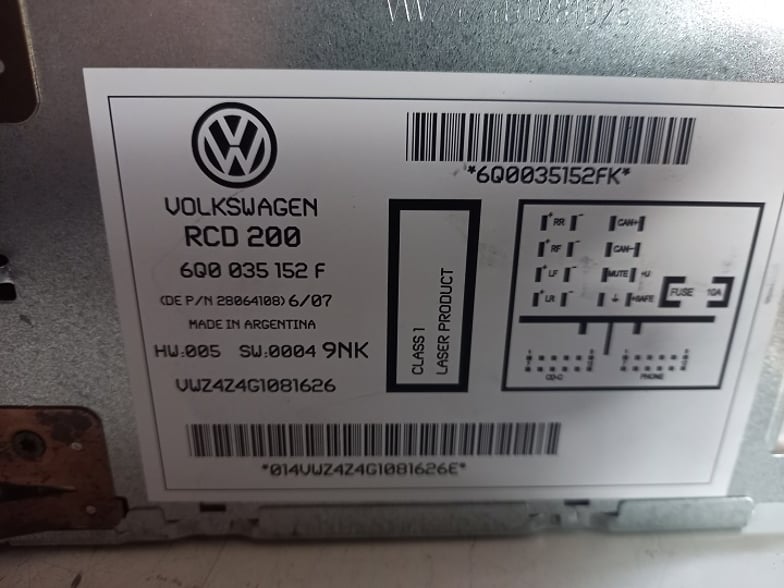 *6Q0035152FK*
VOLKSWAGEN
RCD 200
6Q0 035 152 F
(DE P/N 28064108) 6/07
MADE IN ARGENTINA
HW:005 SW:0004 9NK
VWZ4Z4G1081626
CLASS 1
LASER PRODUCT
+ RR - CAN+
+ RF - CAN-
+ LF - MUTE +U
+ LR - +SAFE
FUSE 10A
CD-C PHONE
*014VWZ4Z4G1081626E*